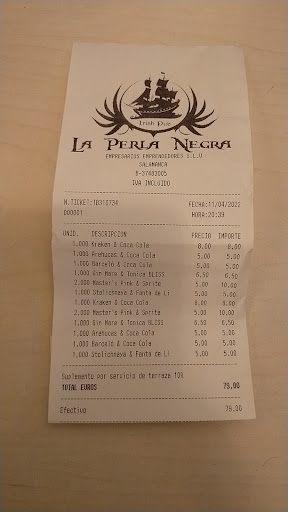 Irish Pub
LA PERLA NEGRA
EMPRESARIOS EMPRENDEDORES S.L.U
SALAMANCA
B-37483005
IVA INCLUIDO
N.TICKET:1B310734 FECHA:11/04/2022
000001 HORA:20:39
UNID. DESCRIPCION PRECIO IMPORTE
1,000 Kraken & Coca Cola 8.00 8.00
1,000 Arehucas & Coca Cola 5.00 5.00
1,000 Barceló & Coca Cola 5.00 5.00
1,000 Gin Mare & Tonica BLISS 6.50 6,50
2,000 Master's Pink & Sprite 5.00 10.00
1,000 Stolichnaya & Fanta de Li 5.00 5.00
1,000 Kraken & Coca Cola 8.00 8.00
2,000 Master's Pink & Sprite 5.00 10.00
1,000 Gin Mare & Tonica BLISS 6.50 6.50
1,000 Arehucas & Coca Cola 5.00 5.00
1,000 Barceló & Coca Cola 5.00 5.00
1,000 Stolichnaya & Fanta de Li 5.00 5.00
Suplemento por servicio de terraza 10%
TOTAL EUROS 79,00
Efectivo 79.00